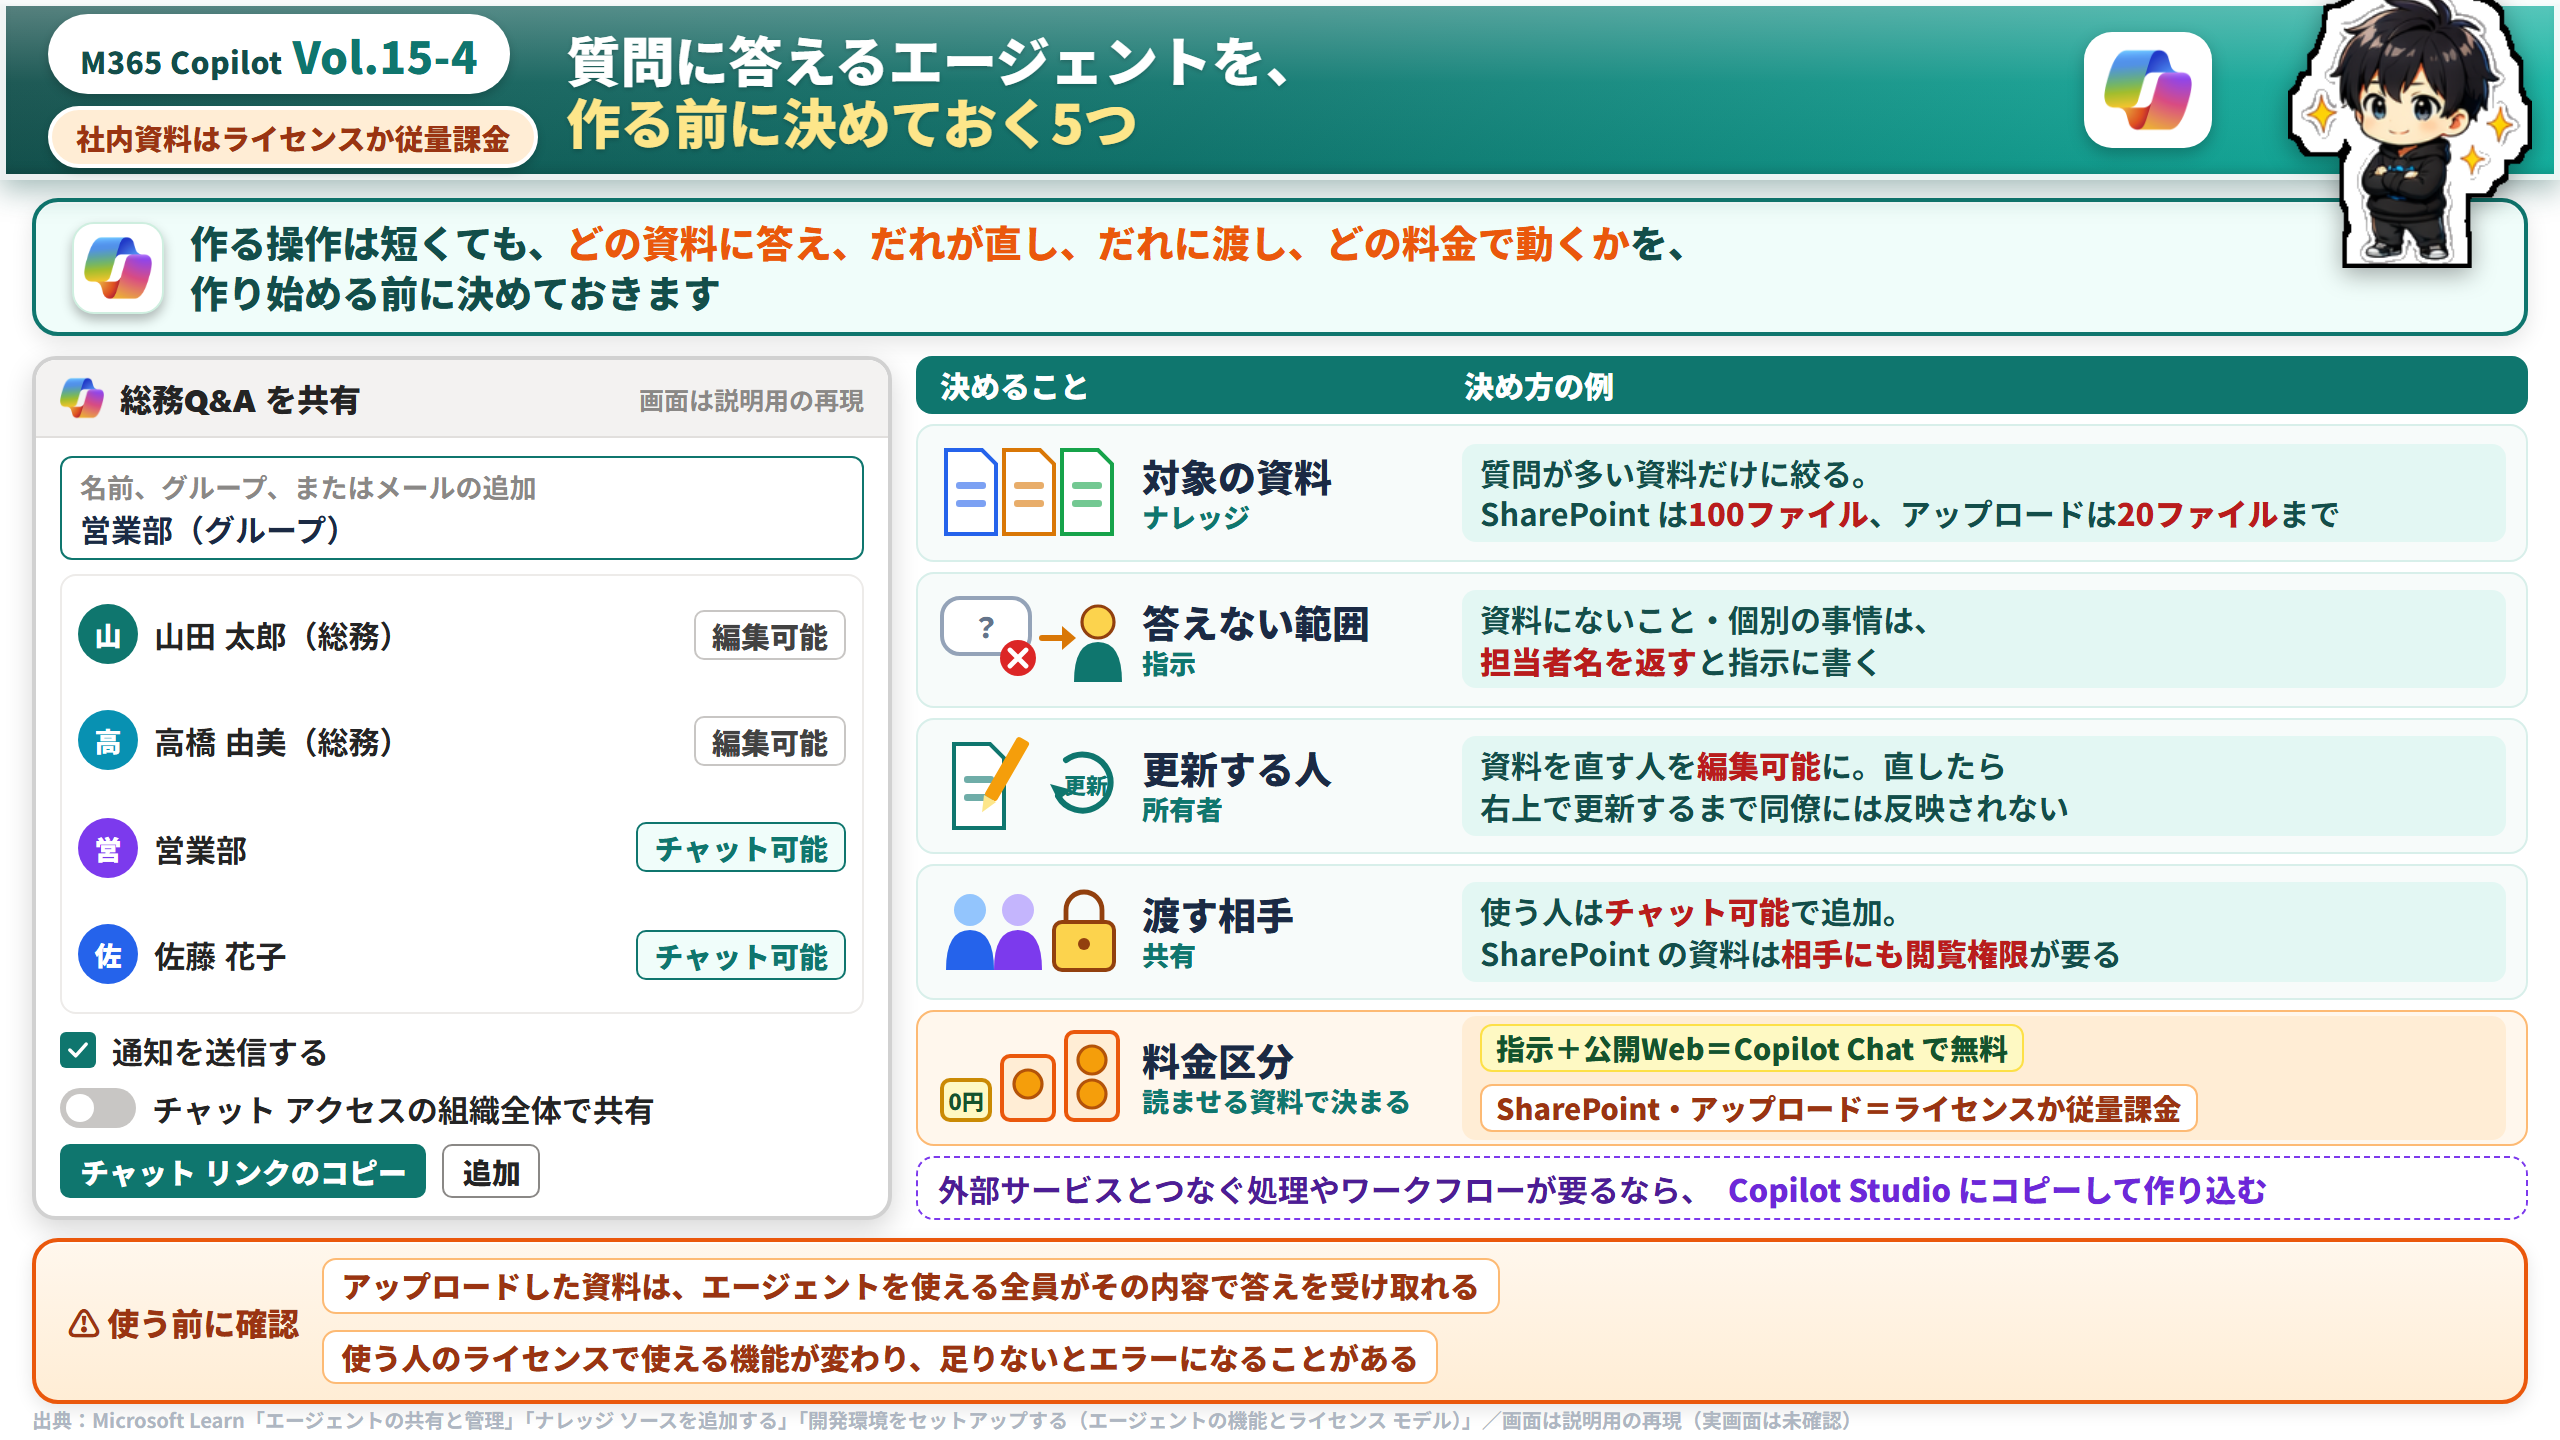 M365 Copilot Vol.15-4
社内資料はライセンスか従量課金
質問に答えるエージェントを、
作る前に決めておく5つ
作る操作は短くても、どの資料に答え、だれが直し、だれに渡し、どの料金で動くかを、
作り始める前に決めておきます
総務Q&A を共有
画面は説明用の再現
名前、グループ、またはメールの追加
営業部（グループ）
山
山田 太郎（総務）
編集可能
高
高橋 由美（総務）
編集可能
営
営業部
チャット可能
佐
佐藤 花子
チャット可能
通知を送信する
チャット アクセスの組織全体で共有
チャット リンクのコピー
追加
決めること
決め方の例
対象の資料
ナレッジ
質問が多い資料だけに絞る。
SharePoint は100ファイル、アップロードは20ファイルまで
?
答えない範囲
指示
資料にないこと・個別の事情は、
担当者名を返すと指示に書く
更新
更新する人
所有者
資料を直す人を編集可能に。直したら
右上で更新するまで同僚には反映されない
渡す相手
共有
使う人はチャット可能で追加。
SharePoint の資料は相手にも閲覧権限が要る
0円
料金区分
読ませる資料で決まる
指示＋公開Web＝Copilot Chat で無料
SharePoint・アップロード＝ライセンスか従量課金
外部サービスとつなぐ処理やワークフローが要るなら、 Copilot Studio にコピーして作り込む
⚠ 使う前に確認
アップロードした資料は、エージェントを使える全員がその内容で答えを受け取れる
使う人のライセンスで使える機能が変わり、足りないとエラーになることがある
出典：Microsoft Learn「エージェントの共有と管理」「ナレッジ ソースを追加する」「開発環境をセットアップする（エージェントの機能とライセンス モデル）」／画面は説明用の再現（実画面は未確認）